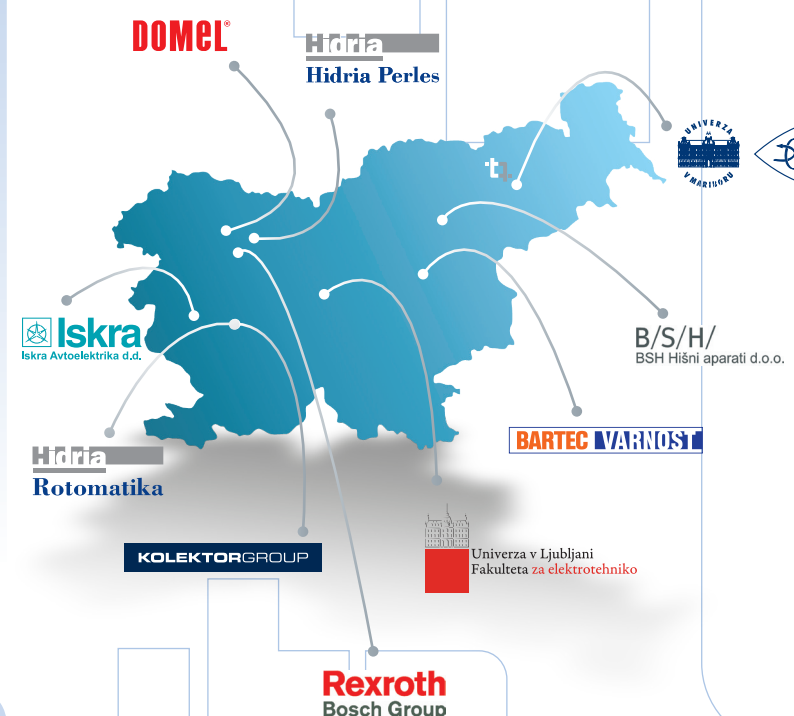 DOMEL®
Hidria
Hidria Perles
UNIVERZA
V MARIBORU
Iskra
Iskra Avtoelektrika d.d.
B/S/H/
BSH Hišni aparati d.o.o.
BARTEC VARNOST
Hidria
Rotomatika
KOLEKTORGROUP
Univerza v Ljubljani
Fakulteta za elektrotehniko
Rexroth
Bosch Group